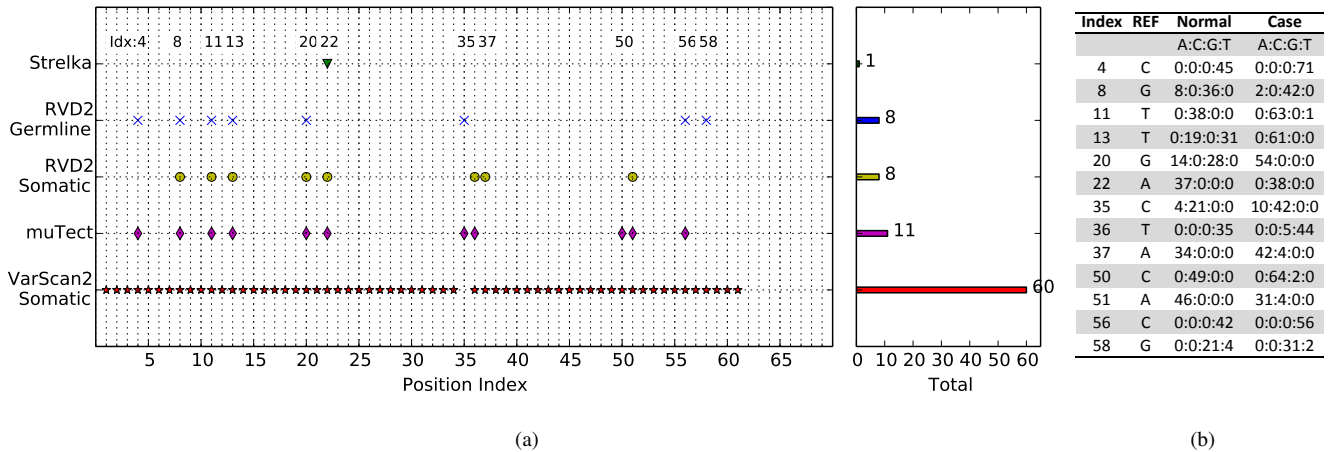 Idx:4 8 11 13 20 22 35 37 50 56 58
Strelka
RVD2
Germline
RVD2
Somatic
muTect
VarScan2
Somatic
5 10 15 20 25 30 35 40 45 50 55 60 65
Position Index
1
8
8
11
60
0 10 20 30 40 50 60
Total
(a)
Index REF Normal Case
A:C:G:T A:C:G:T
4 C 0:0:0:45 0:0:0:71
8 G 8:0:36:0 2:0:42:0
11 T 0:38:0:0 0:63:0:1
13 T 0:19:0:31 0:61:0:0
20 G 14:0:28:0 54:0:0:0
22 A 37:0:0:0 0:38:0:0
35 C 4:21:0:0 10:42:0:0
36 T 0:0:0:35 0:0:5:44
37 A 34:0:0:0 42:4:0:0
50 C 0:49:0:0 0:64:2:0
51 A 46:0:0:0 31:4:0:0
56 C 0:0:0:42 0:0:0:56
58 G 0:0:21:4 0:0:31:2
(b)